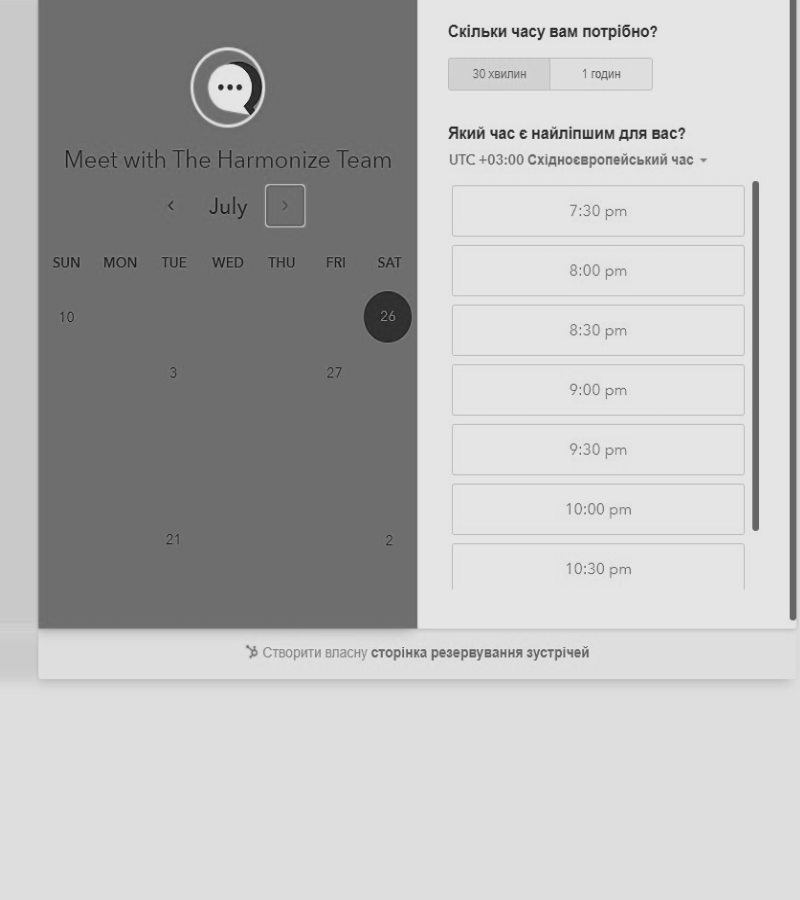 Meet with The Harmonize Team
July
SUN MON TUE WED THU FRI SAT
10 26
3 27
21 2
Скільки часу вам потрібно?
30 хвилин 1 годин
Який час є найліпшим для вас?
UTC +03:00 Східноєвропейський час
7:30 pm
8:00 pm
8:30 pm
9:00 pm
9:30 pm
10:00 pm
10:30 pm
Створити власну сторінка резервування зустрічей